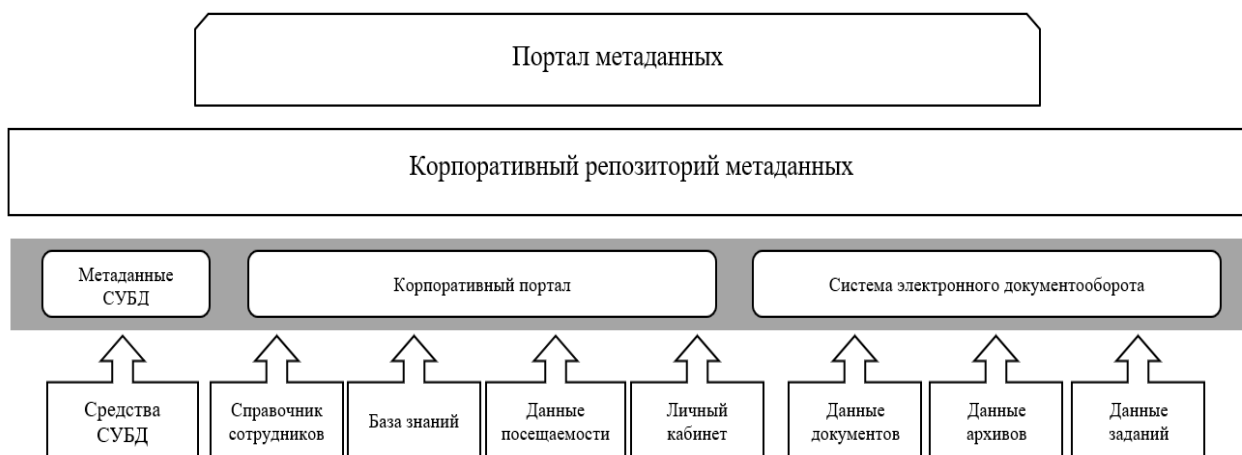 Портал метаданных
Корпоративный репозиторий метаданных
Метаданные
СУБД
Корпоративный портал
Система электронного документооборота
Средства
СУБД
Справочник
сотрудников
База знаний
Данные
посещаемости
Личный
кабинет
Данные
документов
Данные
архивов
Данные
заданий